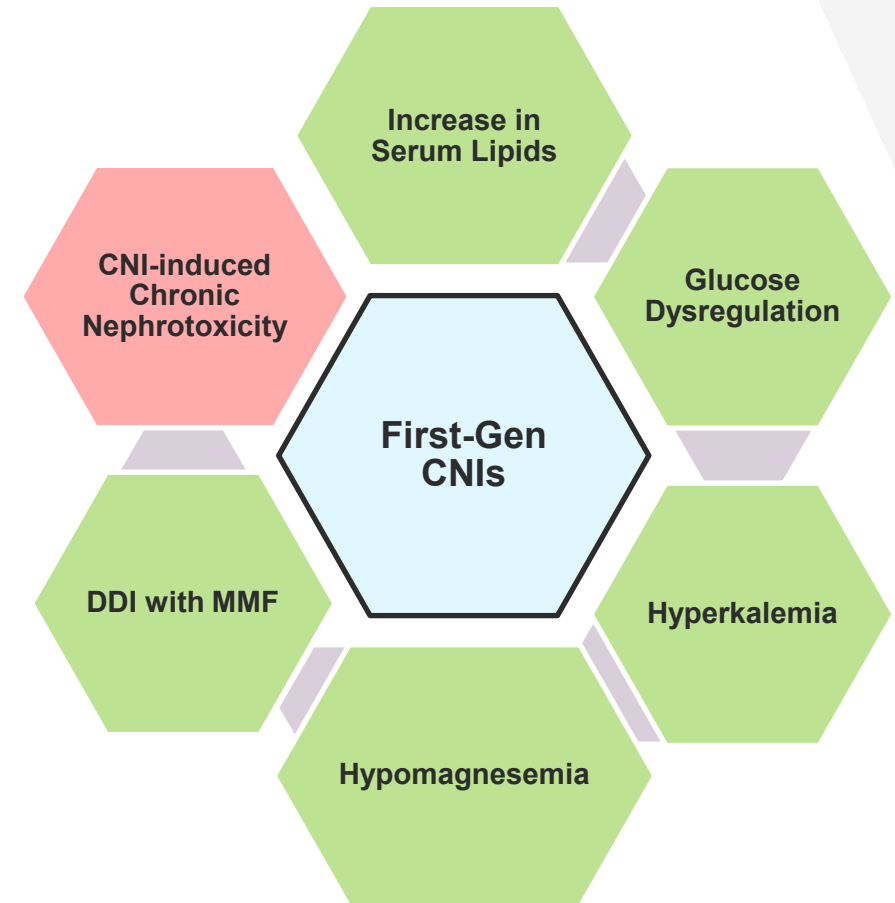 Increase in
Serum Lipids
CNI-induced
Chronic
Nephrotoxicity
Glucose
Dysregulation
First-Gen
CNIs
DDI with MMF
Hyperkalemia
Hypomagnesemia